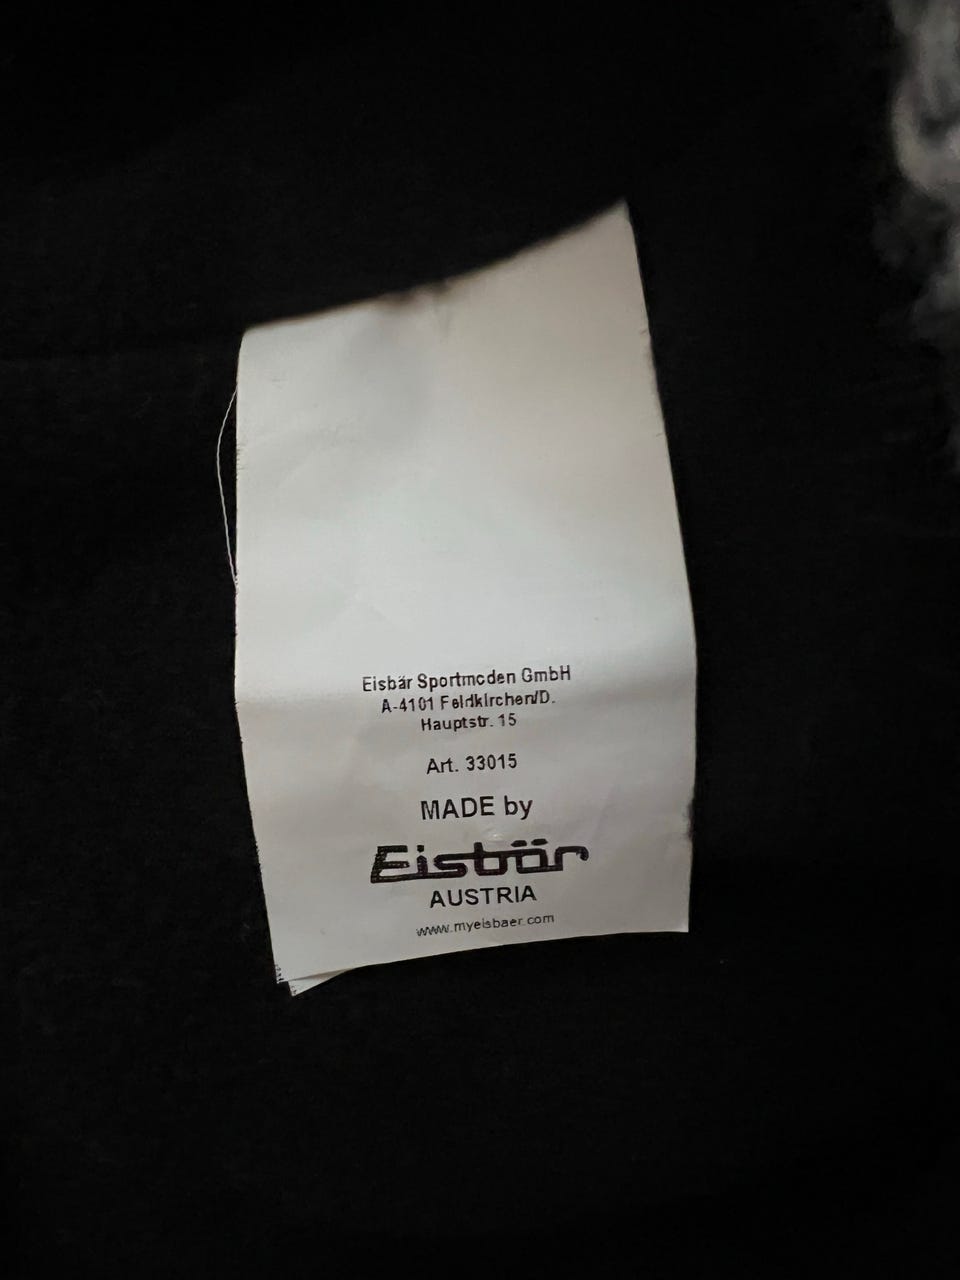 Eisbär Sportmoden GmbH
A-4101 Feldkirchen/D.
Hauptstr. 15
Art. 33015
MADE by
Eisbär
AUSTRIA
www.myeisbaer.com